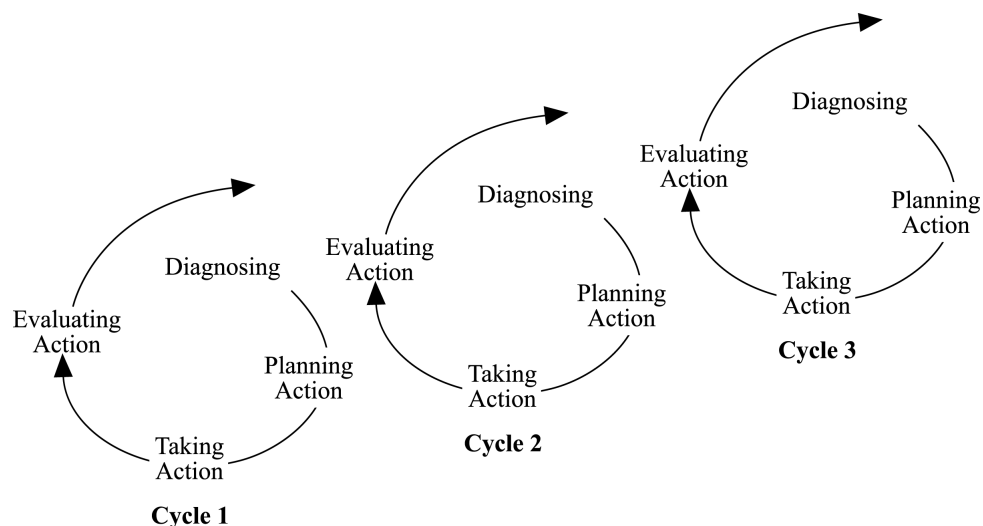 Diagnosing
Planning
Action
Taking
Action
Evaluating
Action
Cycle 1
Diagnosing
Planning
Action
Taking
Action
Evaluating
Action
Cycle 2
Diagnosing
Planning
Action
Taking
Action
Evaluating
Action
Cycle 3